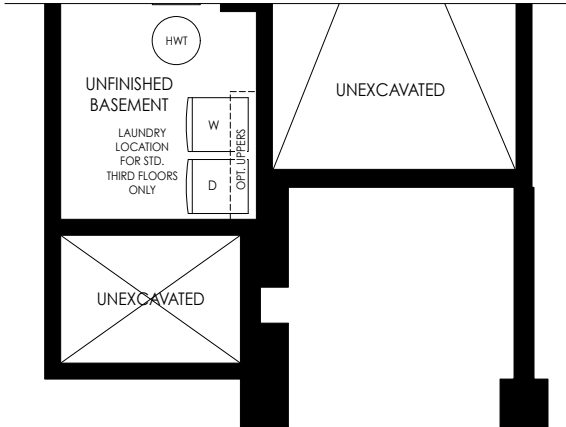 HWT
UNFINISHED
BASEMENT
UNEXCAVATED
LAUNDRY
LOCATION
FOR STD.
THIRD FLOORS
ONLY
W
D
OPT. UPPERS
UNEXCAVATED